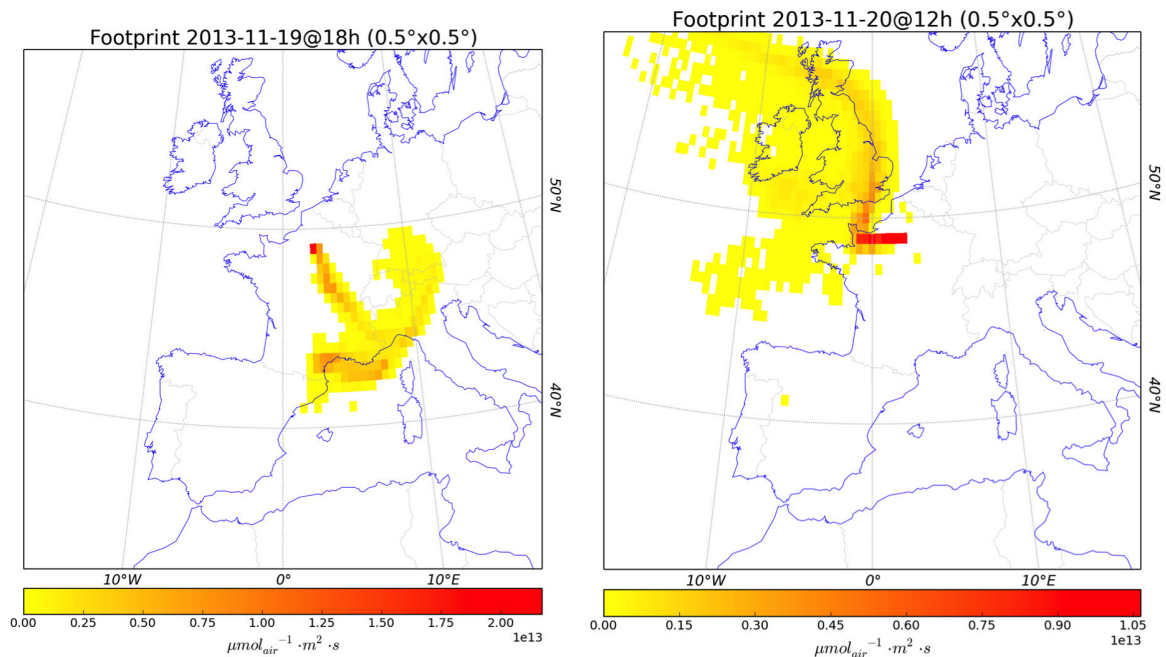 Footprint 2013-11-19@18h (0.5°x0.5°)
50°N
40°N
10°W 0° 10°E
0.00 0.25 0.50 0.75 1.00 1.25 1.50 1.75 2.00
1e13
μmol_air⁻¹ · m² · s
Footprint 2013-11-20@12h (0.5°x0.5°)
50°N
40°N
10°W 0° 10°E
0.00 0.15 0.30 0.45 0.60 0.75 0.90 1.05
1e13
μmol_air⁻¹ · m² · s